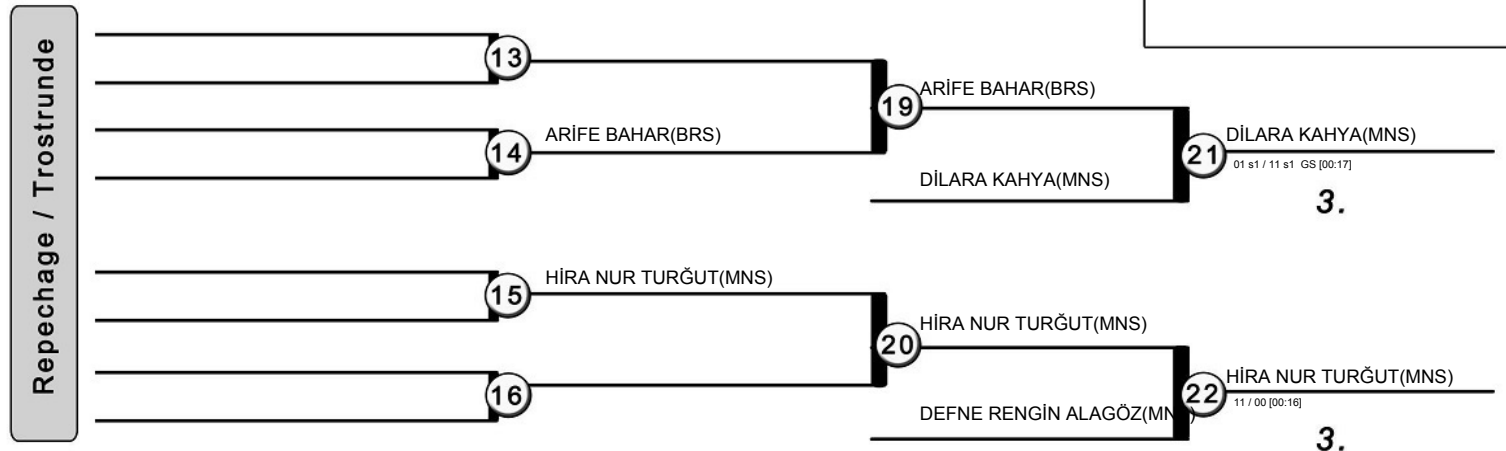 Repechage / Trostrunde
13
14
ARİFE BAHAR(BRS)
19
ARİFE BAHAR(BRS)
DİLARA KAHYA(MNS)
21
DİLARA KAHYA(MNS)
01 s1 / 11 s1 GS [00:17]
3.
15
HİRA NUR TURĞUT(MNS)
16
20
HİRA NUR TURĞUT(MNS)
DEFNE RENGİN ALAGÖZ(MNS)
22
HİRA NUR TURĞUT(MNS)
11 / 00 [00:16]
3.